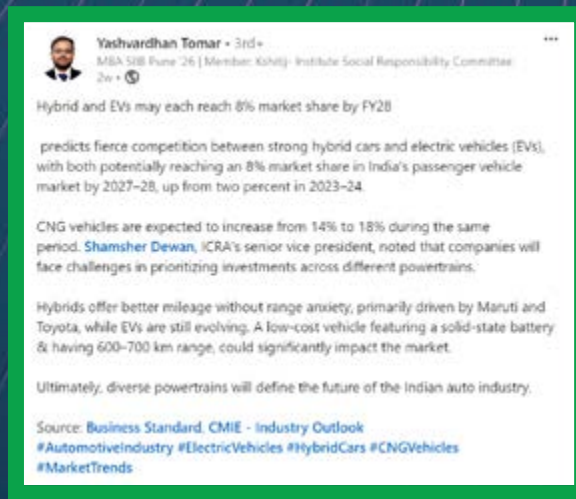 Yashvardhan Tomar • 3rd+
MBA SIIB Pune '26 | Member: Kshitij- Institute Social Responsibility Committee
2w •
Hybrid and EVs may each reach 8% market share by FY28
predicts fierce competition between strong hybrid cars and electric vehicles (EVs),
with both potentially reaching an 8% market share in India's passenger vehicle
market by 2027–28, up from two percent in 2023–24.
CNG vehicles are expected to increase from 14% to 18% during the same
period. Shamsher Dewan, ICRA's senior vice president, noted that companies will
face challenges in prioritizing investments across different powertrains.
Hybrids offer better mileage without range anxiety, primarily driven by Maruti and
Toyota, while EVs are still evolving. A low-cost vehicle featuring a solid-state battery
& having 600–700 km range, could significantly impact the market.
Ultimately, diverse powertrains will define the future of the Indian auto industry.
Source: Business Standard, CMIE - Industry Outlook
#AutomotiveIndustry #ElectricVehicles #HybridCars #CNGVehicles
#MarketTrends